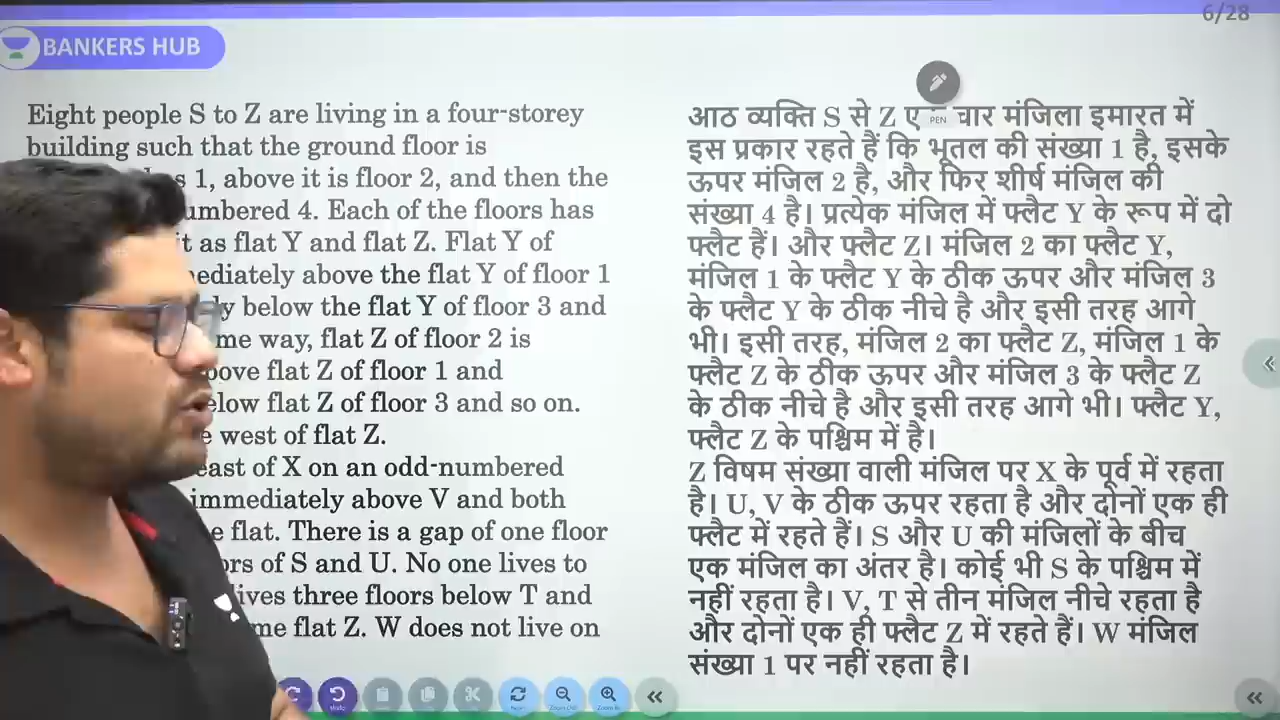 6/28
BANKERS HUB
Eight people S to Z are living in a four-storey
building such that the ground floor is
1, above it is floor 2, and then the
numbered 4. Each of the floors has
it as flat Y and flat Z. Flat Y of
above the flat Y of floor 1
below the flat Y of floor 3 and
way, flat Z of floor 2 is
flat Z of floor 1 and
flat Z of floor 3 and so on.
west of flat Z.
east of X on an odd-numbered
immediately above V and both
flat. There is a gap of one floor
of S and U. No one lives to
lives three floors below T and
flat Z. W does not live on
PEN
आठ व्यक्ति S से Z चार मंजिला इमारत में
इस प्रकार रहते हैं कि भूतल की संख्या 1 है, इसके
ऊपर मंजिल 2 है, और फिर शीर्ष मंजिल की
संख्या 4 है। प्रत्येक मंजिल में फ्लैट Y के रूप में दो
फ्लैट हैं। और फ्लैट Z। मंजिल 2 का फ्लैट Y,
मंजिल 1 के फ्लैट Y के ठीक ऊपर और मंजिल 3
के फ्लैट Y के ठीक नीचे है और इसी तरह आगे
भी। इसी तरह, मंजिल 2 का फ्लैट Z, मंजिल 1 के
फ्लैट Z के ठीक ऊपर और मंजिल 3 के फ्लैट Z
के ठीक नीचे है और इसी तरह आगे भी। फ्लैट Y,
फ्लैट Z के पश्चिम में है।
Z विषम संख्या वाली मंजिल पर X के पूर्व में रहता
है। U, V के ठीक ऊपर रहता है और दोनों एक ही
फ्लैट में रहते हैं। S और U की मंजिलों के बीच
एक मंजिल का अंतर है। कोई भी S के पश्चिम में
नहीं रहता है। V, T से तीन मंजिल नीचे रहता है
और दोनों एक ही फ्लैट Z में रहते हैं। W मंजिल
संख्या 1 पर नहीं रहता है।
Undo
Zoom Out
Zoom In